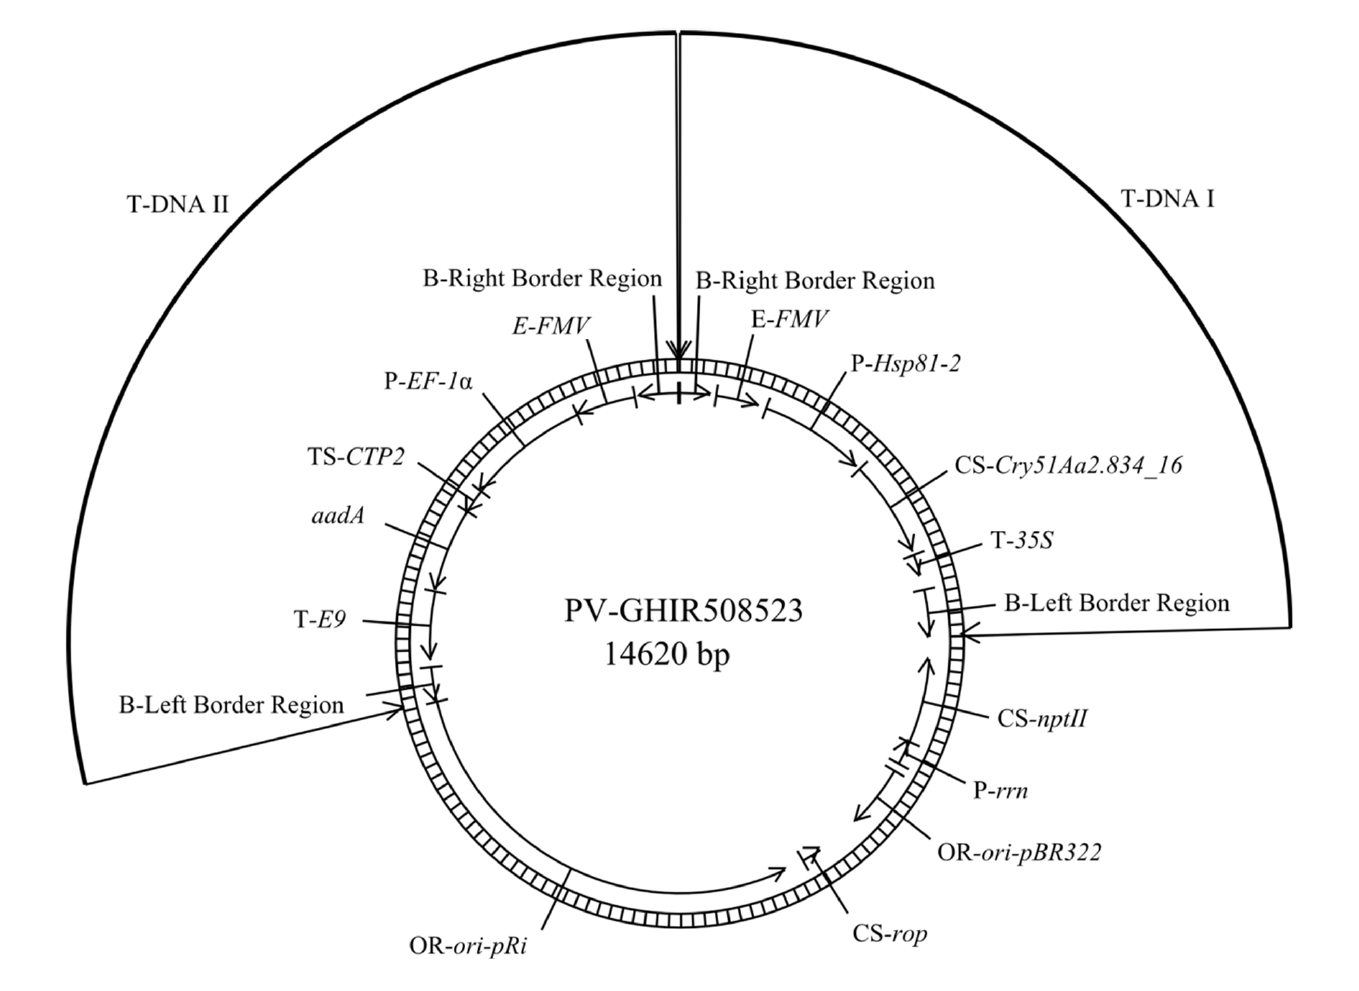 T-DNA II
T-DNA I
B-Right Border Region
B-Right Border Region
E-FMV
E-FMV
P-EF-1α
P-Hsp81-2
TS-CTP2
CS-Cry51Aa2.834_16
aadA
T-35S
T-E9
B-Left Border Region
PV-GHIR508523
14620 bp
B-Left Border Region
CS-nptII
P-rrn
OR-ori-pBR322
CS-rop
OR-ori-pRi